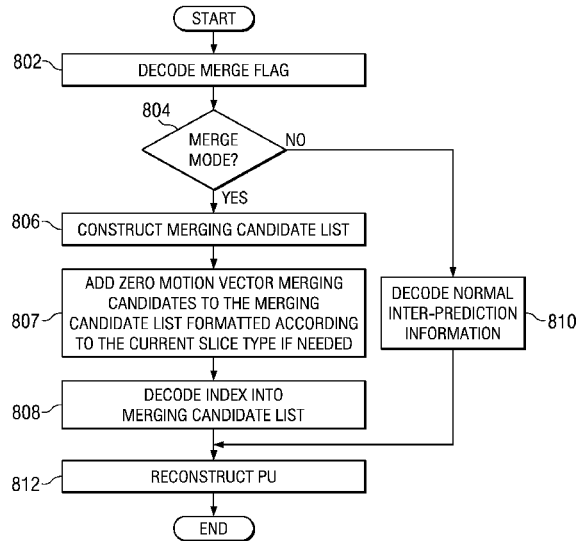 START
802
DECODE MERGE FLAG
804
MERGE
MODE?
NO
YES
806
CONSTRUCT MERGING CANDIDATE LIST
807
ADD ZERO MOTION VECTOR MERGING
CANDIDATES TO THE MERGING
CANDIDATE LIST FORMATTED ACCORDING
TO THE CURRENT SLICE TYPE IF NEEDED
DECODE NORMAL
INTER-PREDICTION
INFORMATION
810
808
DECODE INDEX INTO
MERGING CANDIDATE LIST
812
RECONSTRUCT PU
END